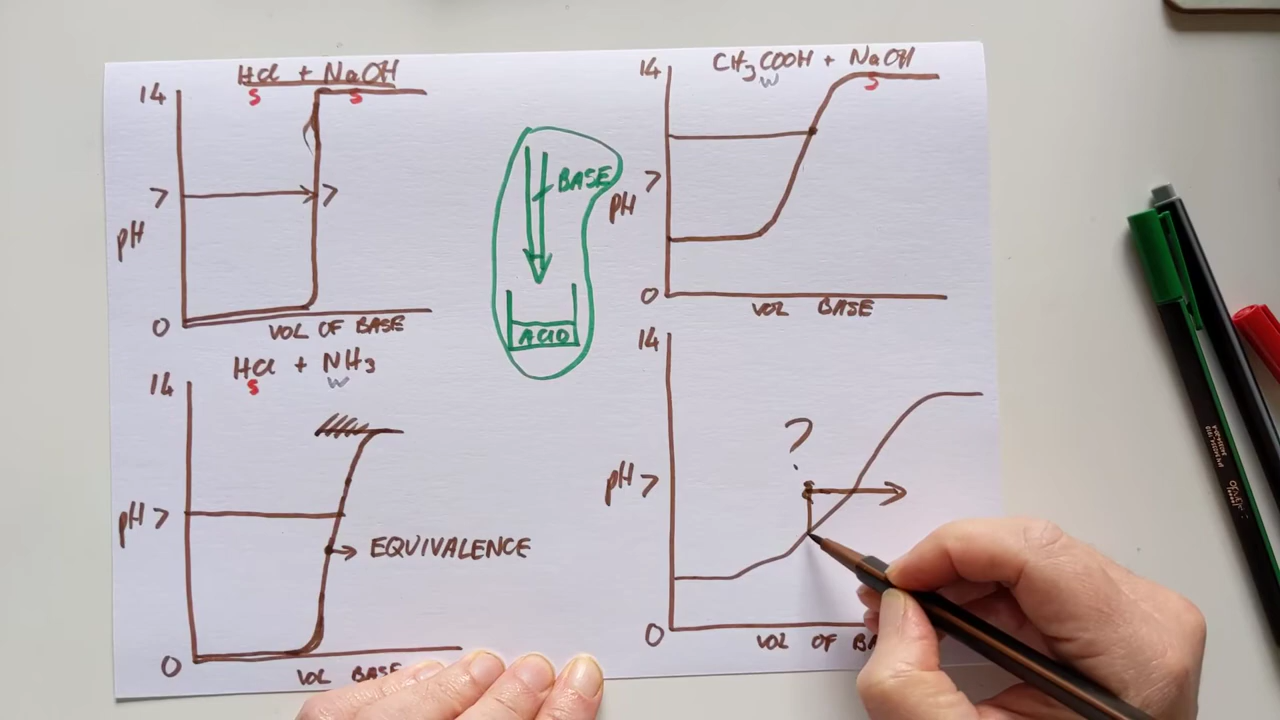 HCl + NaOH
S S
14
7 7
pH
0
VOL OF BASE
BASE
ACID
CH3COOH + NaOH
W S
14
7
pH
0
VOL BASE
HCl + NH3
S W
14
pH 7
EQUIVALENCE
0
VOL BASE
14
?
pH 7
0
VOL OF